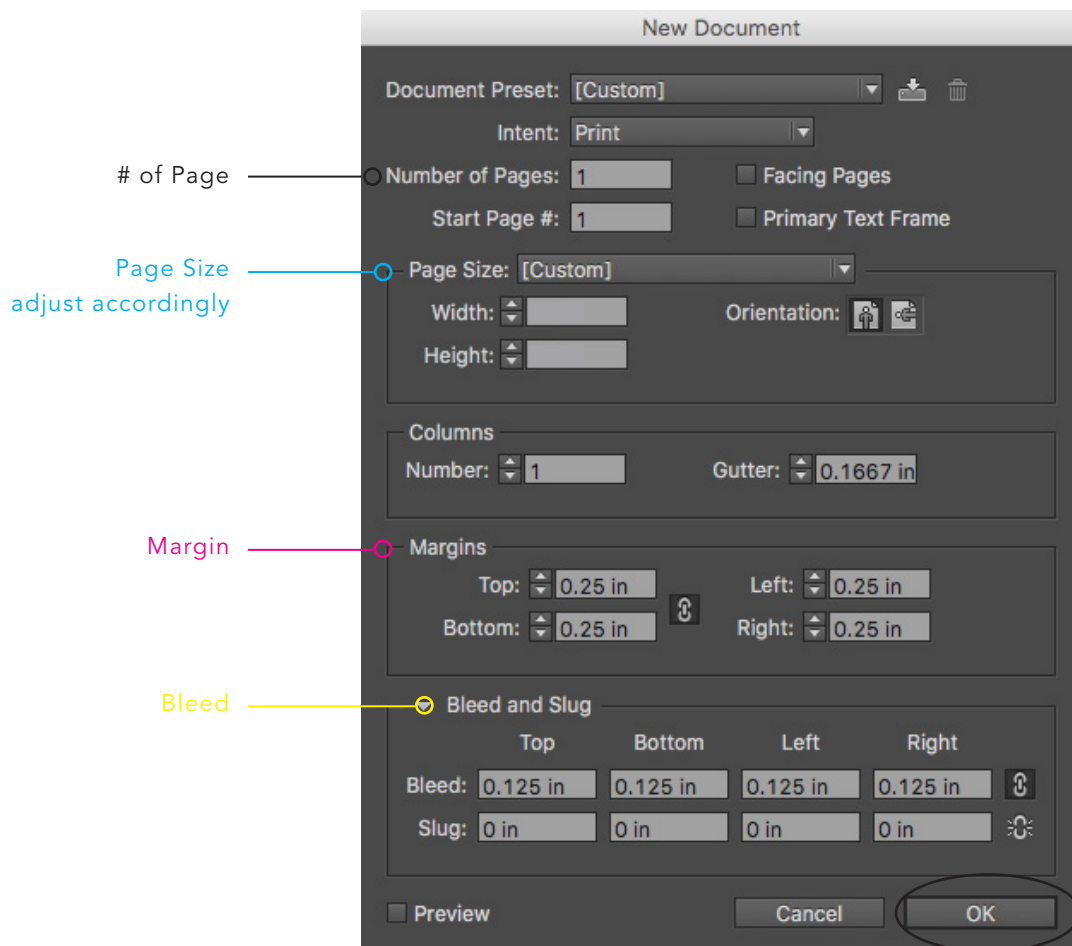 New Document
Document Preset: [Custom]
Intent: Print
# of Page
Number of Pages: 1 Facing Pages
Start Page #: 1 Primary Text Frame
Page Size
adjust accordingly
Page Size: [Custom]
Width: Orientation:
Height:
Columns
Number: 1 Gutter: 0.1667 in
Margin
Margins
Top: 0.25 in Left: 0.25 in
Bottom: 0.25 in Right: 0.25 in
Bleed
Bleed and Slug
Top Bottom Left Right
Bleed: 0.125 in 0.125 in 0.125 in 0.125 in
Slug: 0 in 0 in 0 in 0 in
Preview Cancel OK